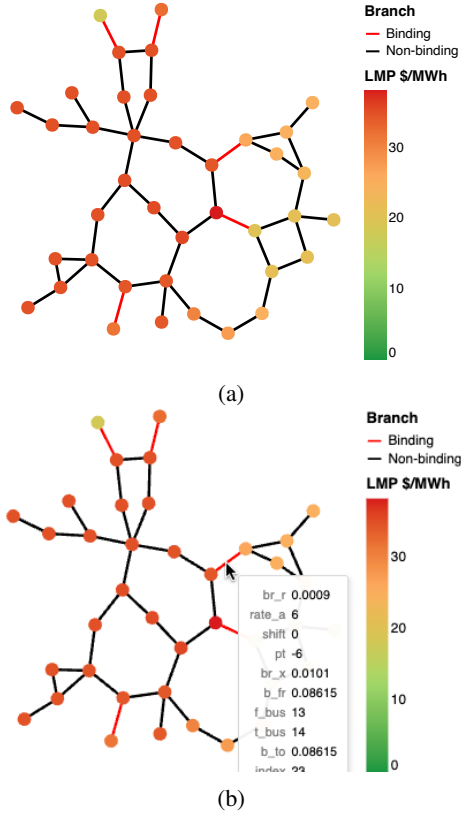 Branch
Binding
Non-binding
LMP $/MWh
30
20
10
0
(a)
Branch
Binding
Non-binding
LMP $/MWh
30
20
10
0
br_r 0.0009
rate_a 6
shift 0
pt -6
br_x 0.0101
b_fr 0.08615
f_bus 13
t_bus 14
b_to 0.08615
index 23
(b)